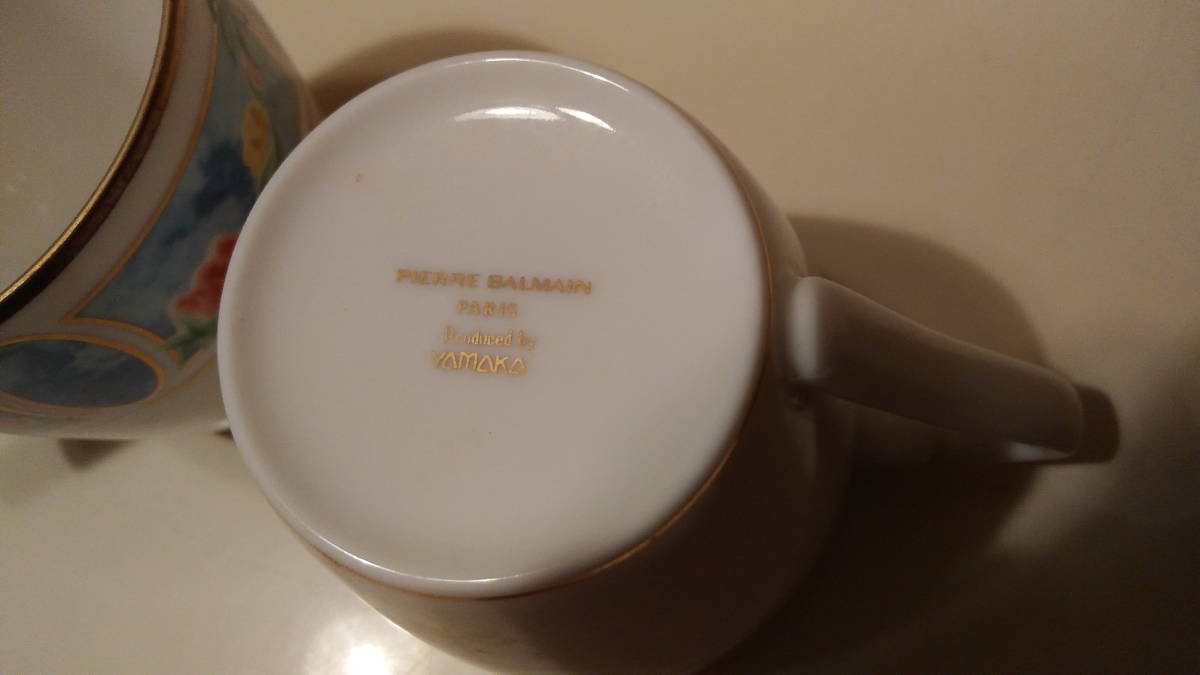 PIERRE BALMAIN
PARIS
Produced by
YAMAKA